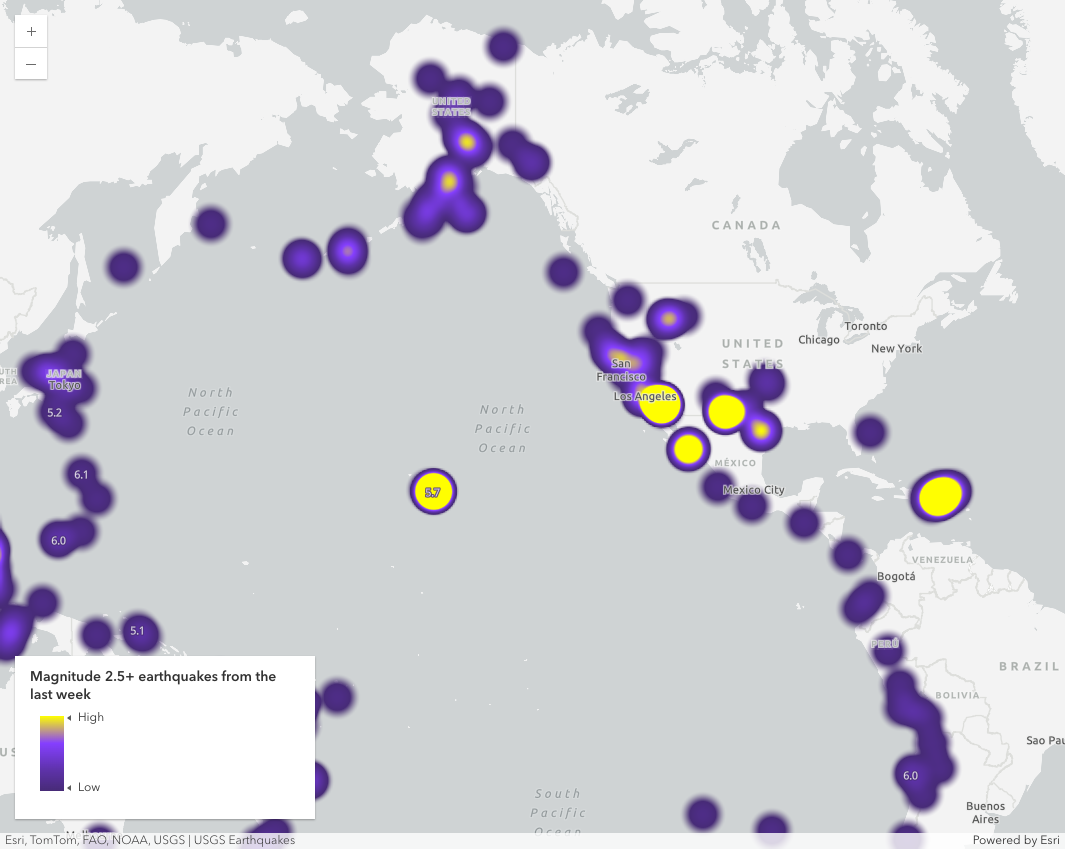 +
−
UNITED
STATES
CANADA
Toronto
Chicago
New York
UNITED
STATES
San
Francisco
Los Angeles
JAPAN
Tokyo
5.2
North
Pacific
Ocean
North
Pacific
Ocean
MÉXICO
Mexico City
6.1
5.7
6.0
VENEZUELA
Bogotá
5.1
PERÚ
BRAZIL
BOLIVIA
Sao Pau
6.0
South
Pacific
Ocean
Buenos
Aires
Magnitude 2.5+ earthquakes from the
last week
High
Low
Esri, TomTom, FAO, NOAA, USGS | USGS Earthquakes
Powered by Esri